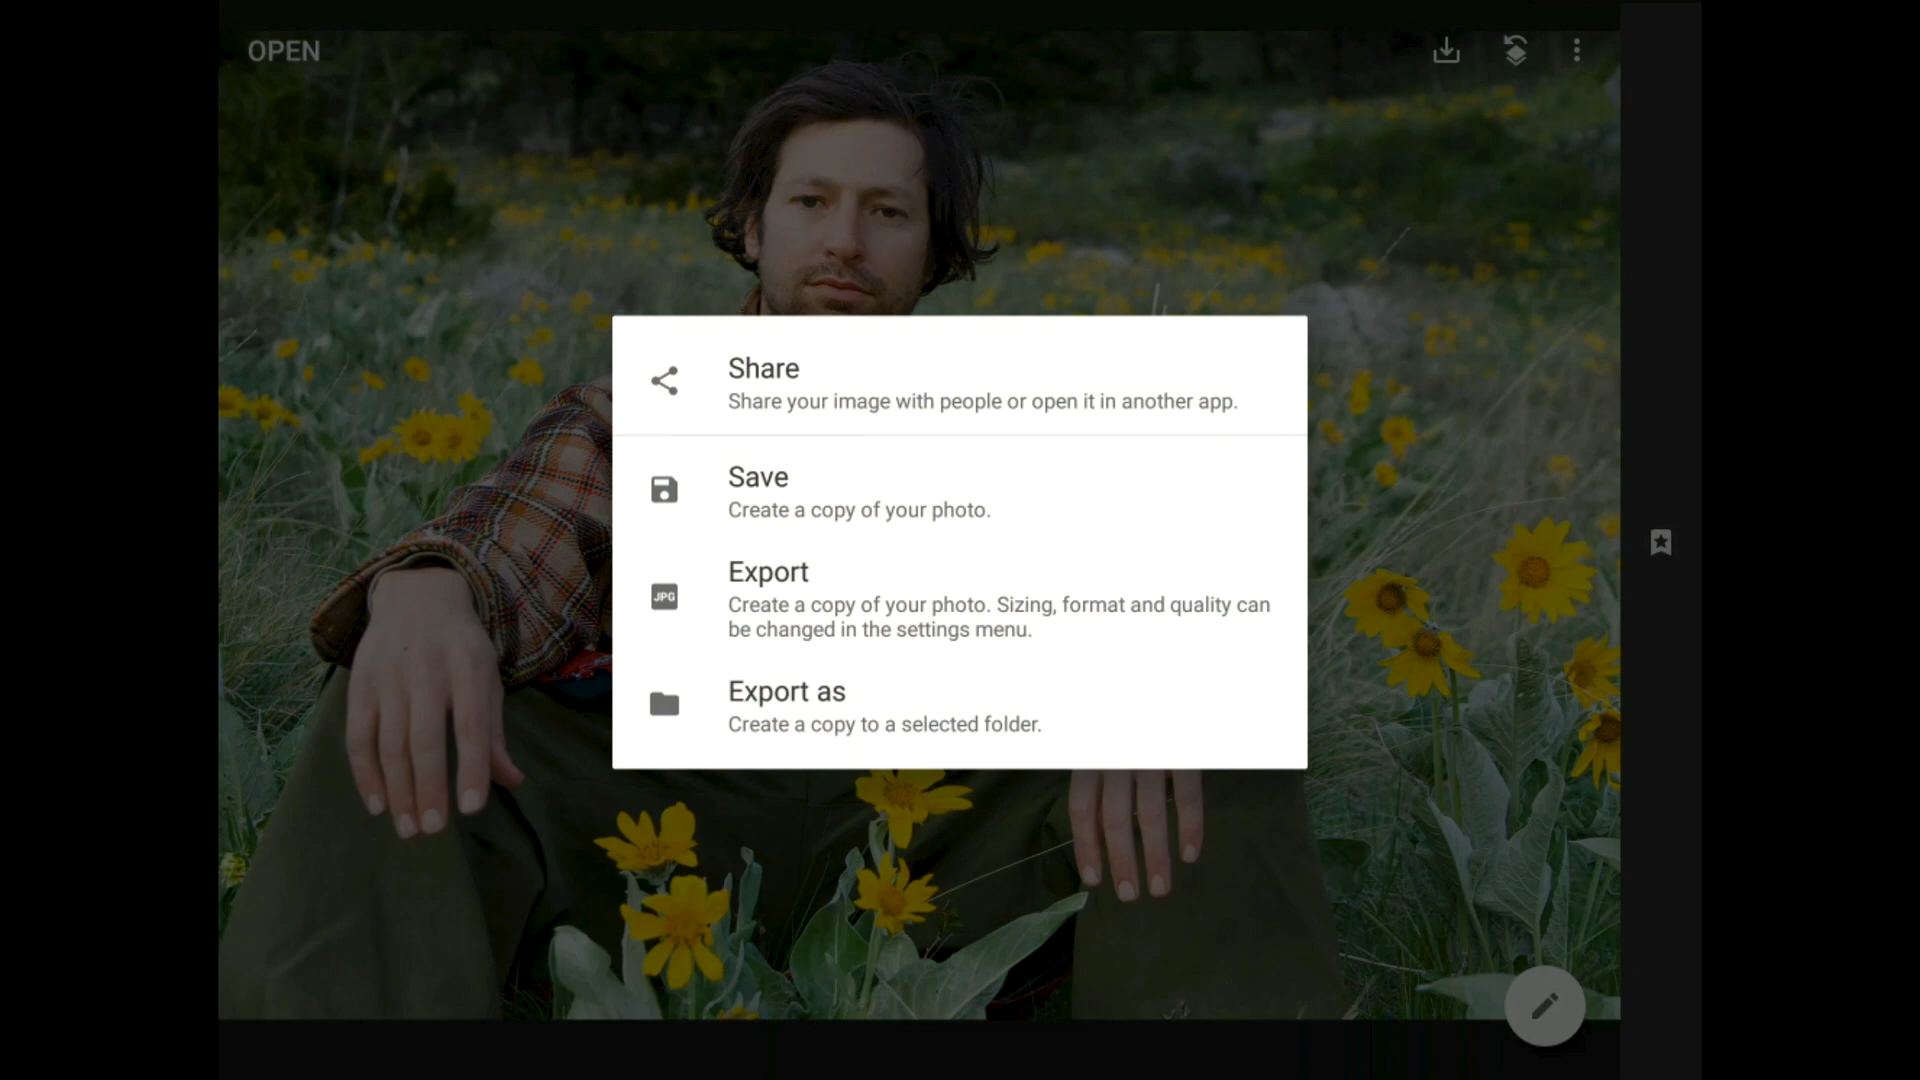 OPEN
Share
Share your image with people or open it in another app.
Save
Create a copy of your photo.
JPG
Export
Create a copy of your photo. Sizing, format and quality can
be changed in the settings menu.
Export as
Create a copy to a selected folder.